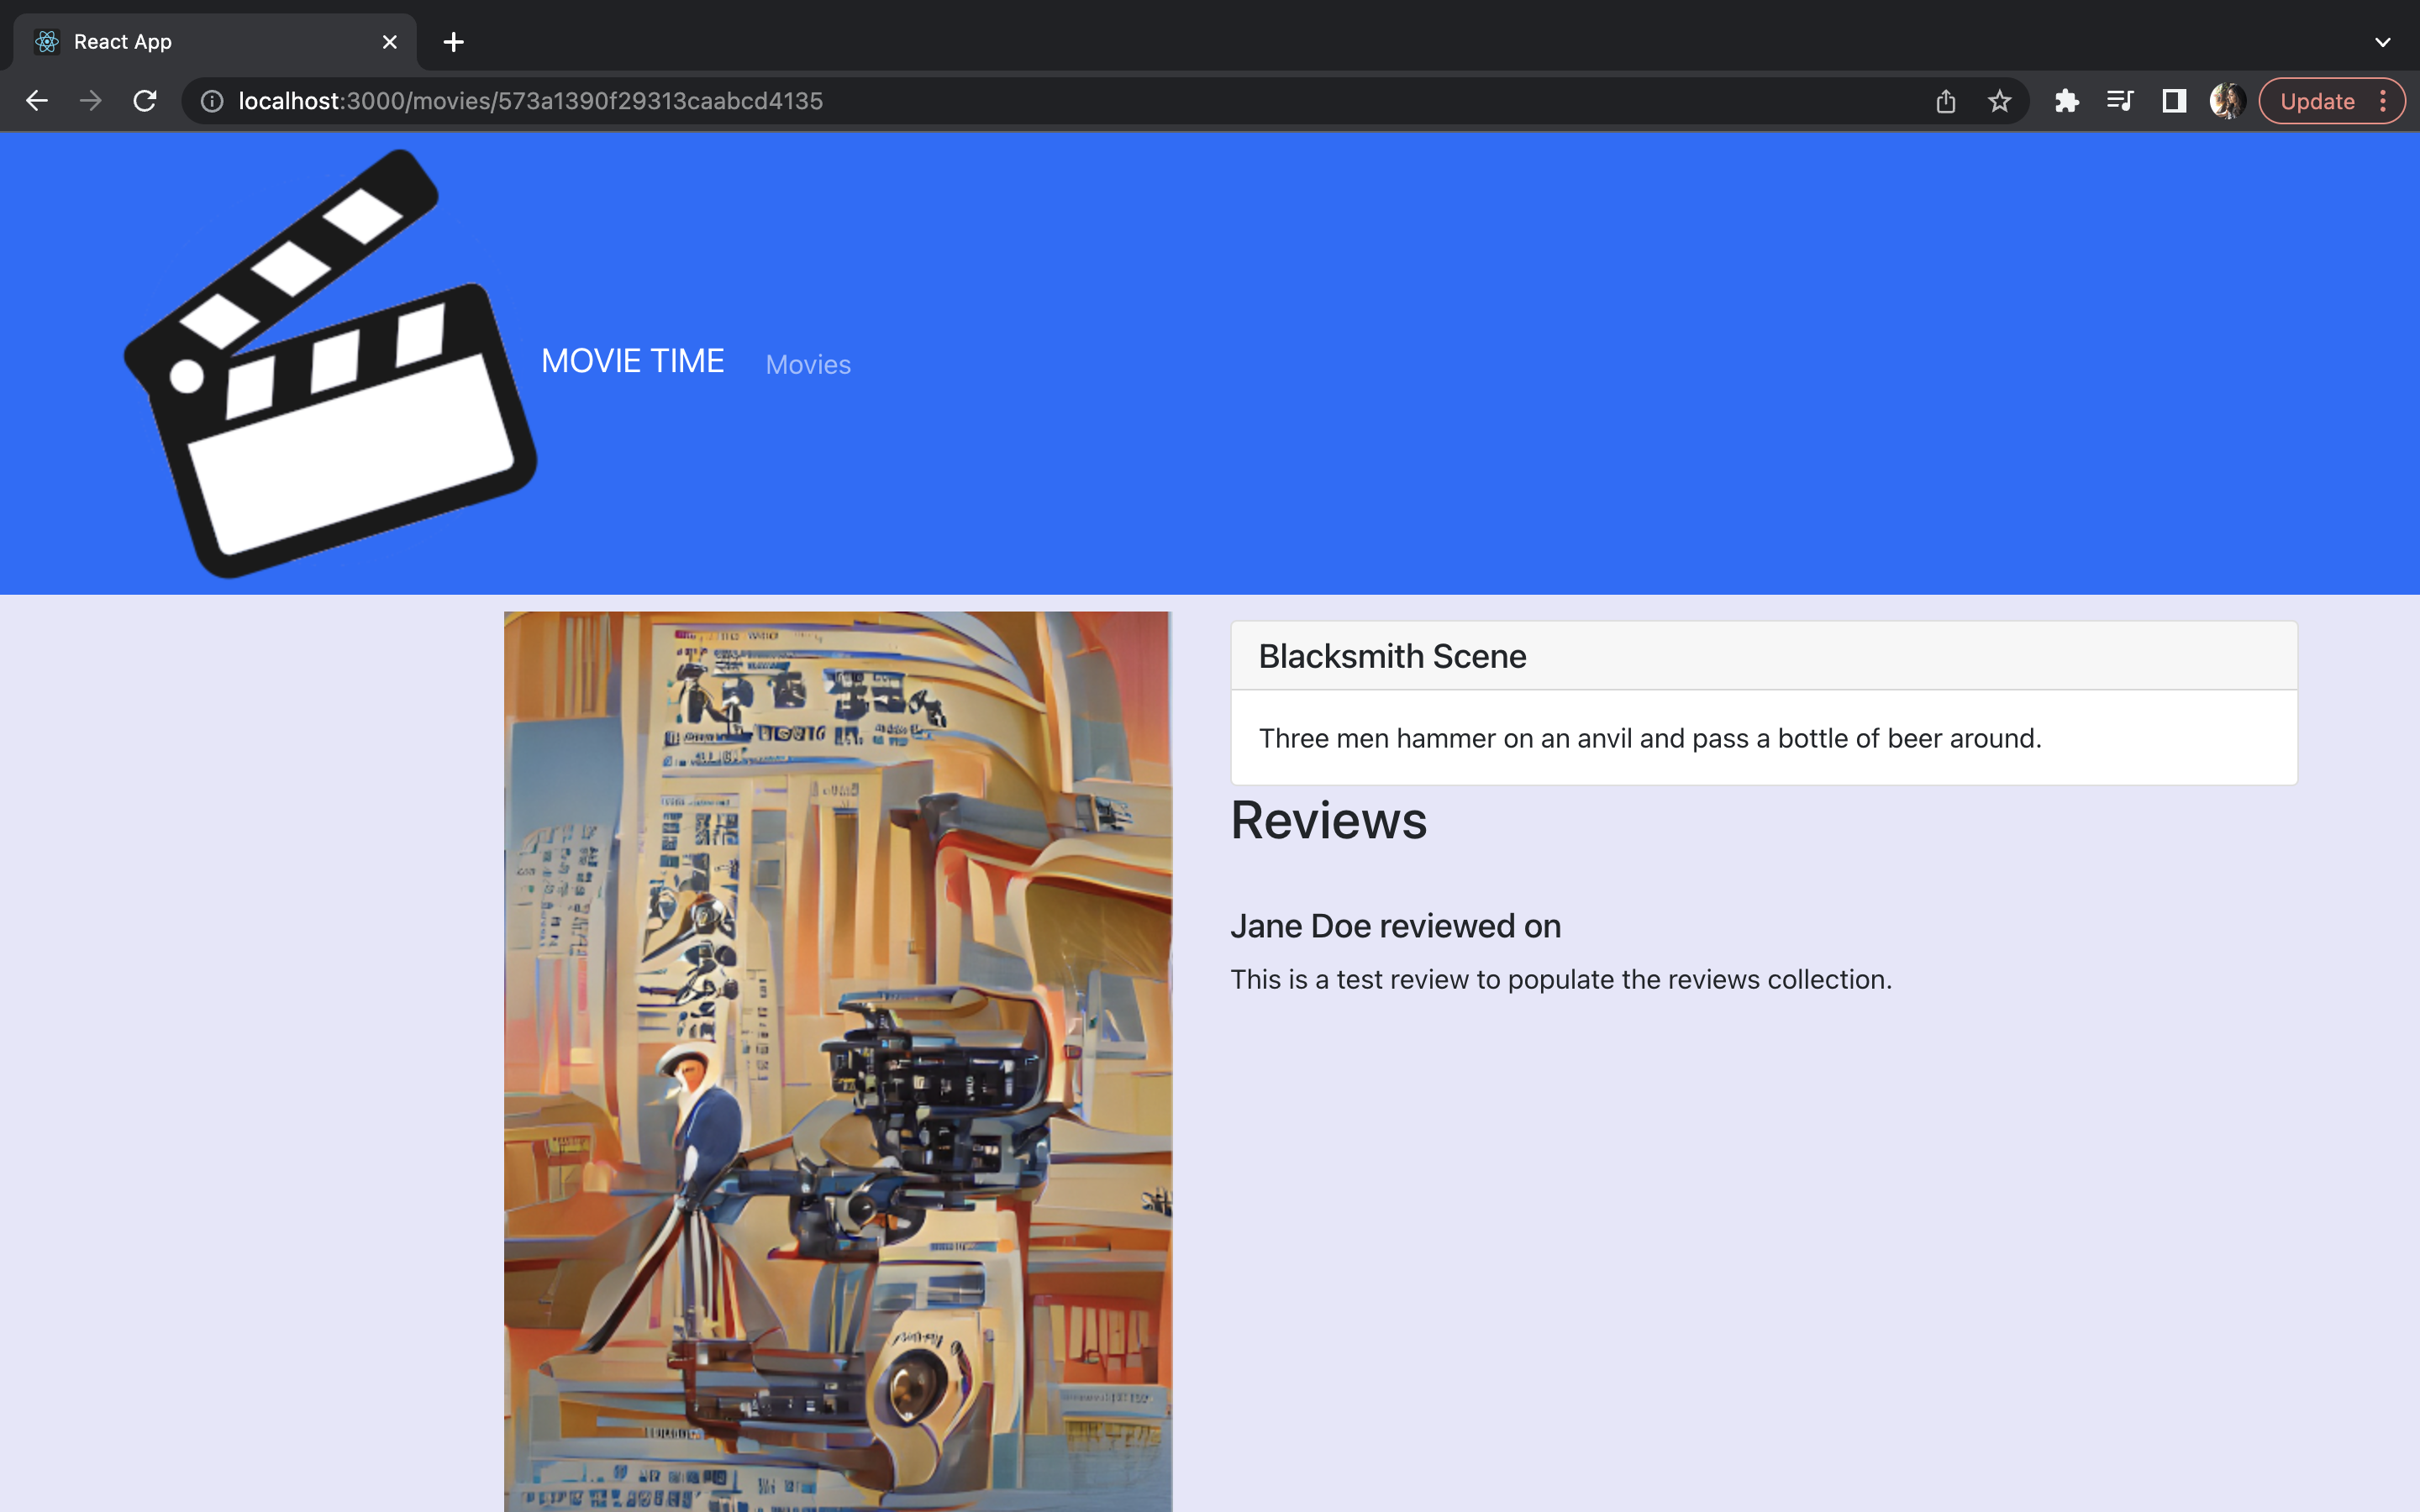 React App
localhost:3000/movies/573a1390f29313caabcd4135
Update
MOVIE TIME
Movies
Blacksmith Scene
Three men hammer on an anvil and pass a bottle of beer around.
Reviews
Jane Doe reviewed on
This is a test review to populate the reviews collection.